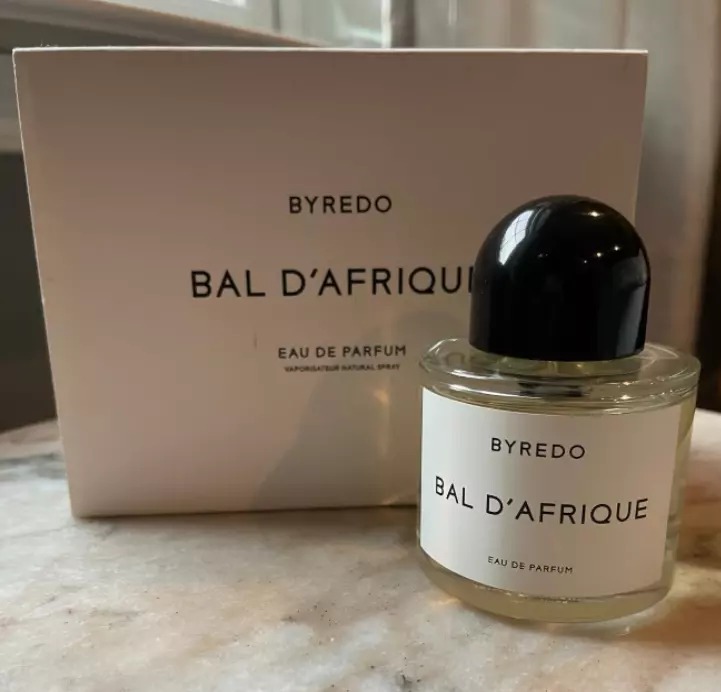 BYREDO
BAL D'AFRIQU
EAU DE PARFUM
VAPORISATEUR NATURAL SPRAY
BYREDO
BAL D'AFRIQUE
EAU DE PARFUM